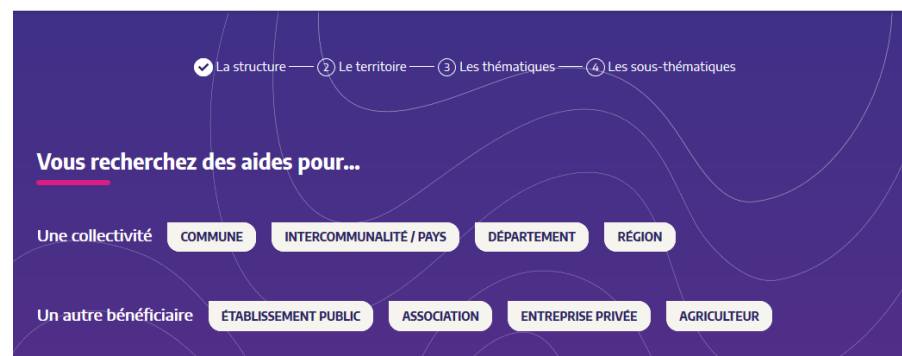 La structure 2 Le territoire 3 Les thématiques 4 Les sous-thématiques
Vous recherchez des aides pour...
Une collectivité COMMUNE INTERCOMMUNALITÉ / PAYS DÉPARTEMENT RÉGION
Un autre bénéficiaire ÉTABLISSEMENT PUBLIC ASSOCIATION ENTREPRISE PRIVÉE AGRICULTEUR